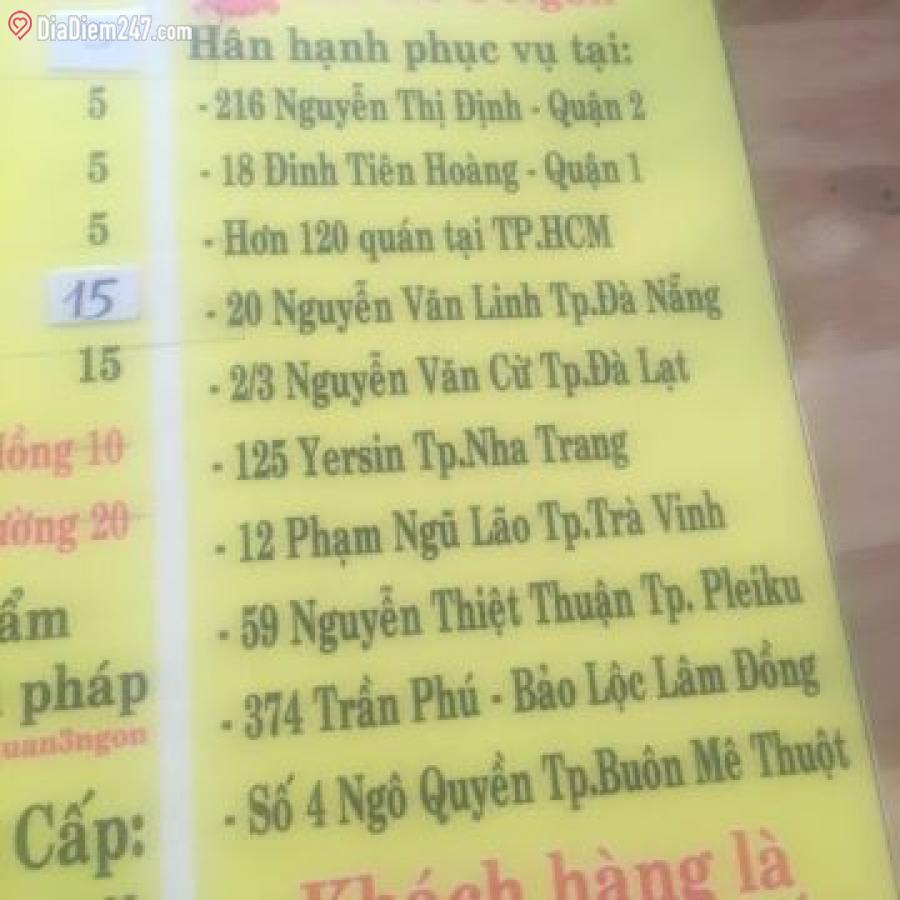 DiaDiem247.com
Hân hạnh phục vụ tại:
- 216 Nguyễn Thị Định - Quận 2
- 18 Đinh Tiên Hoàng - Quận 1
- Hơn 120 quán tại TP.HCM
- 20 Nguyễn Văn Linh Tp.Đà Nẵng
- 2/3 Nguyễn Văn Cừ Tp.Đà Lạt
- 125 Yersin Tp.Nha Trang
- 12 Phạm Ngũ Lão Tp.Trà Vinh
- 59 Nguyễn Thiệt Thuận Tp. Pleiku
- 374 Trần Phú - Bảo Lộc Lâm Đồng
- Số 4 Ngô Quyền Tp.Buôn Mê Thuột
Khách hàng là
5
5
5
15
15
10
20
pháp
uan3ngon
Cấp: